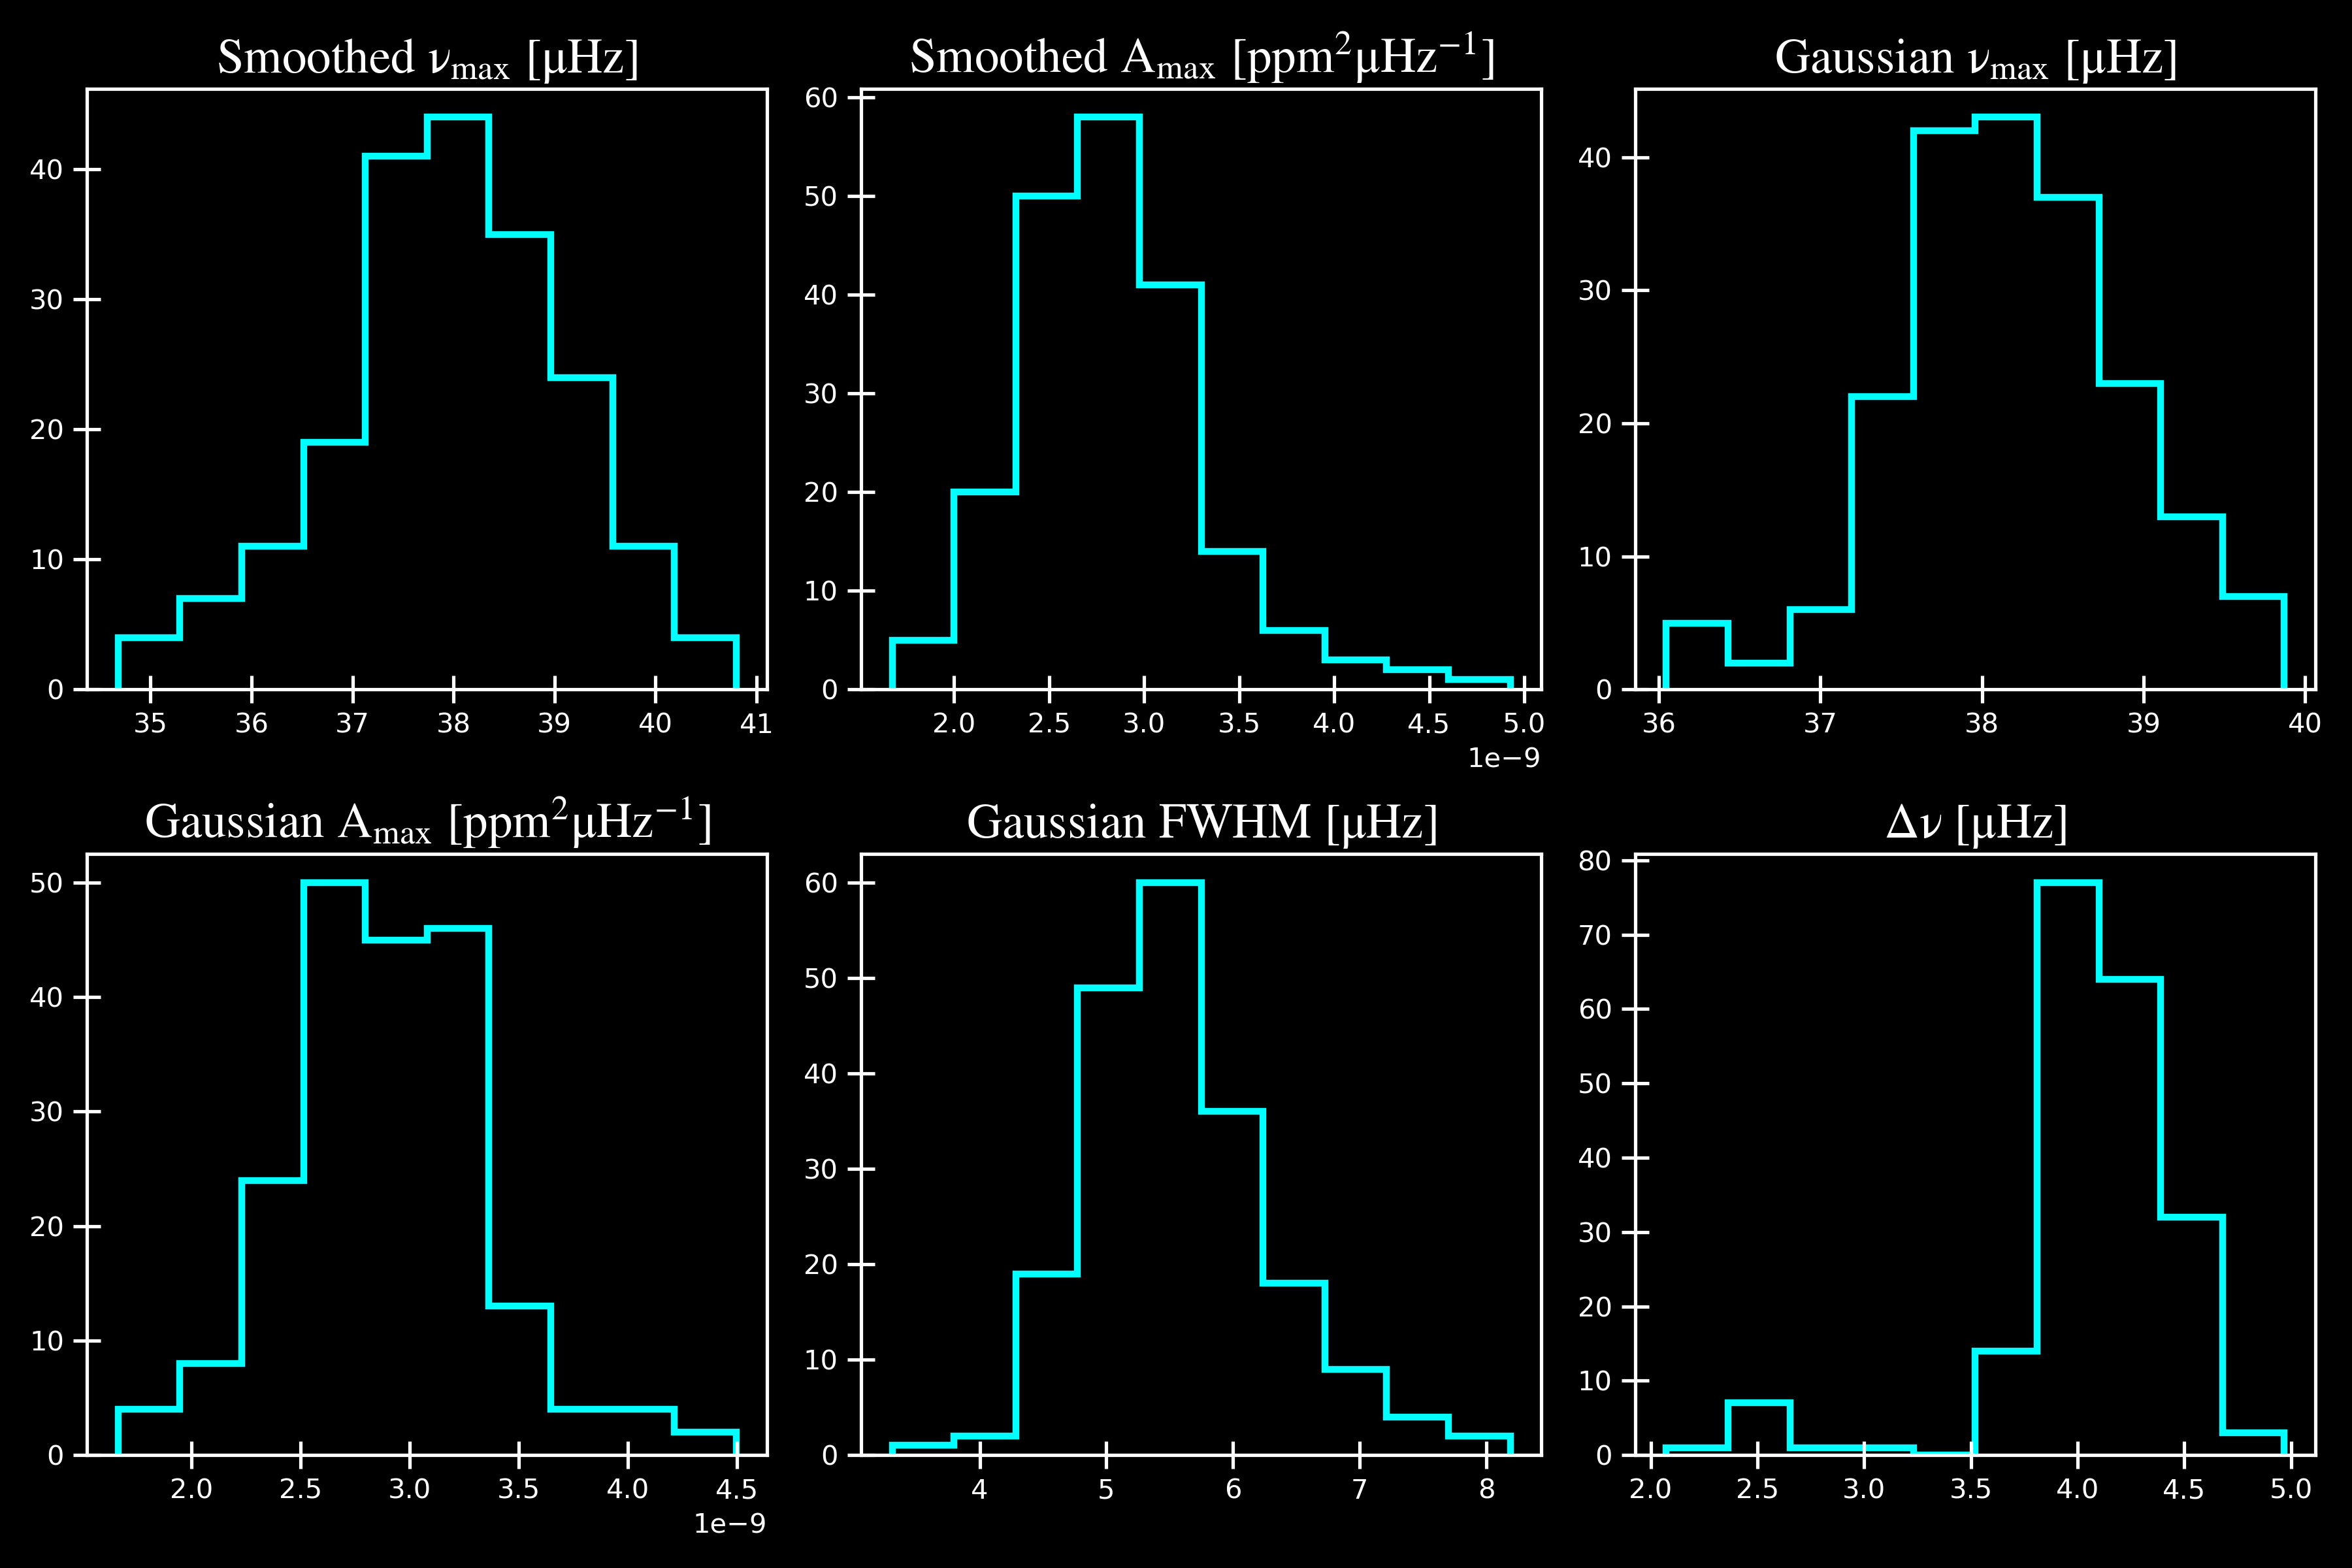 Smoothed ν_max [μHz]
40
30
20
10
0
35 36 37 38 39 40 41
Smoothed A_max [ppm²μHz⁻¹]
60
50
40
30
20
10
0
2.0 2.5 3.0 3.5 4.0 4.5 5.0
1e−9
Gaussian ν_max [μHz]
40
30
20
10
0
36 37 38 39 40
Gaussian A_max [ppm²μHz⁻¹]
50
40
30
20
10
0
2.0 2.5 3.0 3.5 4.0 4.5
1e−9
Gaussian FWHM [μHz]
60
50
40
30
20
10
0
4 5 6 7 8
Δν [μHz]
80
70
60
50
40
30
20
10
0
2.0 2.5 3.0 3.5 4.0 4.5 5.0